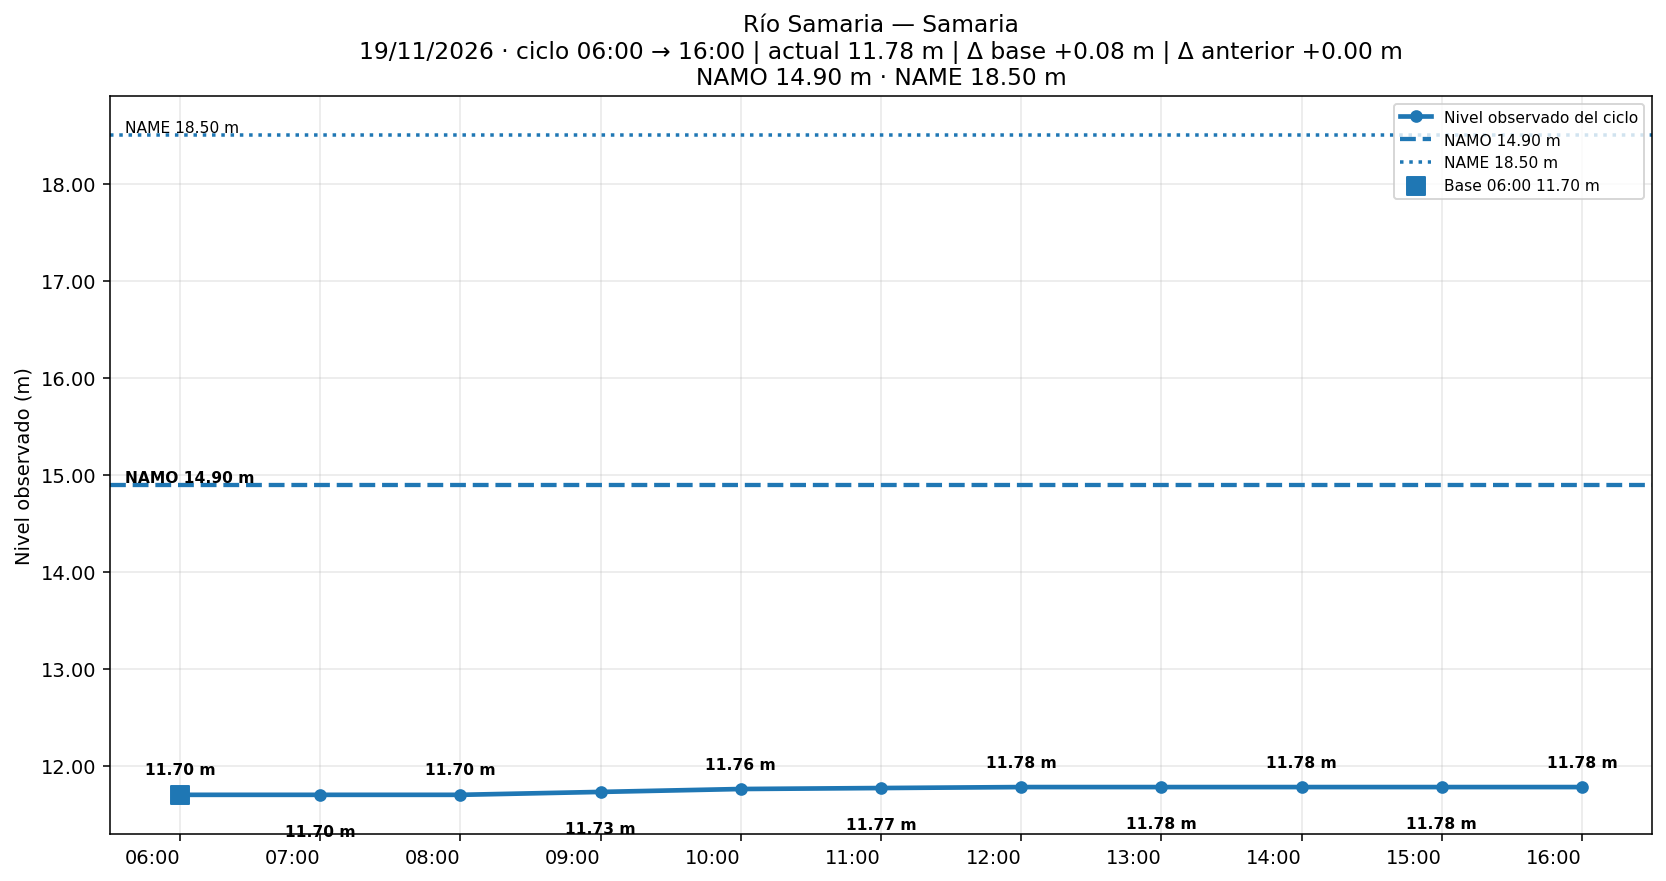 Río Samaria — Samaria
19/11/2026 · ciclo 06:00 → 16:00 | actual 11.78 m | Δ base +0.08 m | Δ anterior +0.00 m
NAMO 14.90 m · NAME 18.50 m
NAME 18.50 m
Nivel observado del ciclo
NAMO 14.90 m
NAME 18.50 m
Base 06:00 11.70 m
Nivel observado (m)
18.00
17.00
16.00
15.00
14.00
13.00
12.00
NAMO 14.90 m
11.70 m
11.70 m
11.70 m
11.73 m
11.76 m
11.77 m
11.78 m
11.78 m
11.78 m
11.78 m
11.78 m
06:00
07:00
08:00
09:00
10:00
11:00
12:00
13:00
14:00
15:00
16:00